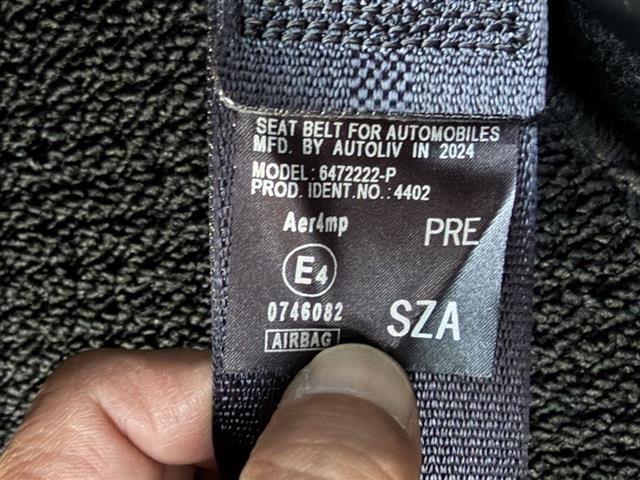 SEAT BELT FOR AUTOMOBILES
MFD. BY AUTOLIV IN 2024
MODEL: 6472222-P
PROD. IDENT.NO.: 4402
Aer4mp
PRE
E4
0746082
SZA
AIRBAG